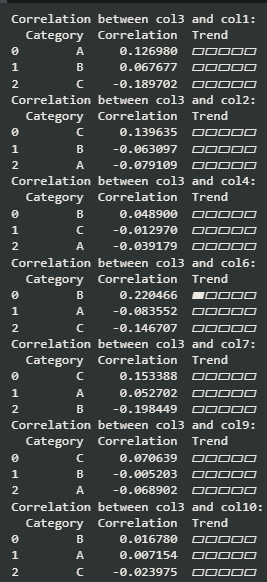 Correlation between col3 and col1:
Category Correlation Trend
0 A 0.126980 ▱▱▱▱▱
1 B 0.067677 ▱▱▱▱▱
2 C -0.189702 ▱▱▱▱▱
Correlation between col3 and col2:
Category Correlation Trend
0 C 0.139635 ▱▱▱▱▱
1 B -0.063097 ▱▱▱▱▱
2 A -0.079109 ▱▱▱▱▱
Correlation between col3 and col4:
Category Correlation Trend
0 B 0.048900 ▱▱▱▱▱
1 C -0.012970 ▱▱▱▱▱
2 A -0.039179 ▱▱▱▱▱
Correlation between col3 and col6:
Category Correlation Trend
0 B 0.220466 ▰▱▱▱▱
1 A -0.083552 ▱▱▱▱▱
2 C -0.146707 ▱▱▱▱▱
Correlation between col3 and col7:
Category Correlation Trend
0 C 0.153388 ▱▱▱▱▱
1 A 0.052702 ▱▱▱▱▱
2 B -0.198449 ▱▱▱▱▱
Correlation between col3 and col9:
Category Correlation Trend
0 C 0.070639 ▱▱▱▱▱
1 B -0.005203 ▱▱▱▱▱
2 A -0.068902 ▱▱▱▱▱
Correlation between col3 and col10:
Category Correlation Trend
0 B 0.016780 ▱▱▱▱▱
1 A 0.007154 ▱▱▱▱▱
2 C -0.023975 ▱▱▱▱▱